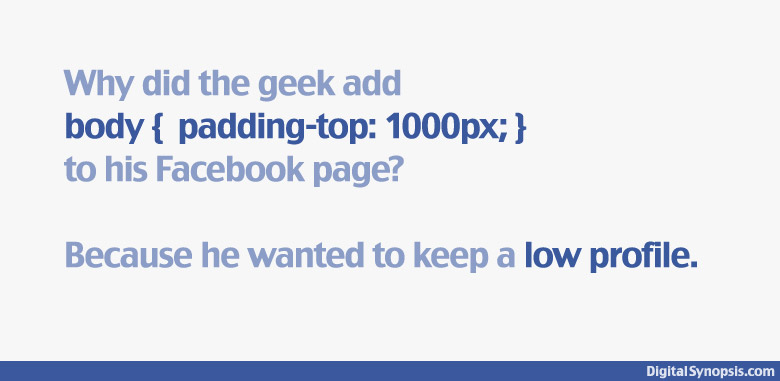 Why did the geek add
body {  padding-top: 1000px; }
to his Facebook page?
Because he wanted to keep a low profile.
DigitalSynopsis.com